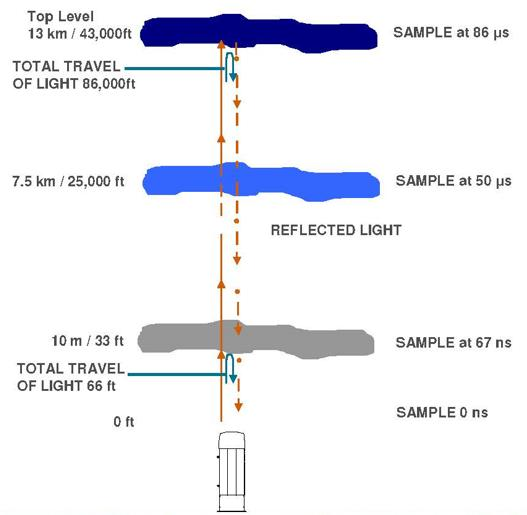 Top Level
13 km / 43,000ft
SAMPLE at 86 µs
TOTAL TRAVEL
OF LIGHT 86,000ft
7.5 km / 25,000 ft
SAMPLE at 50 µs
REFLECTED LIGHT
10 m / 33 ft
SAMPLE at 67 ns
TOTAL TRAVEL
OF LIGHT 66 ft
SAMPLE 0 ns
0 ft